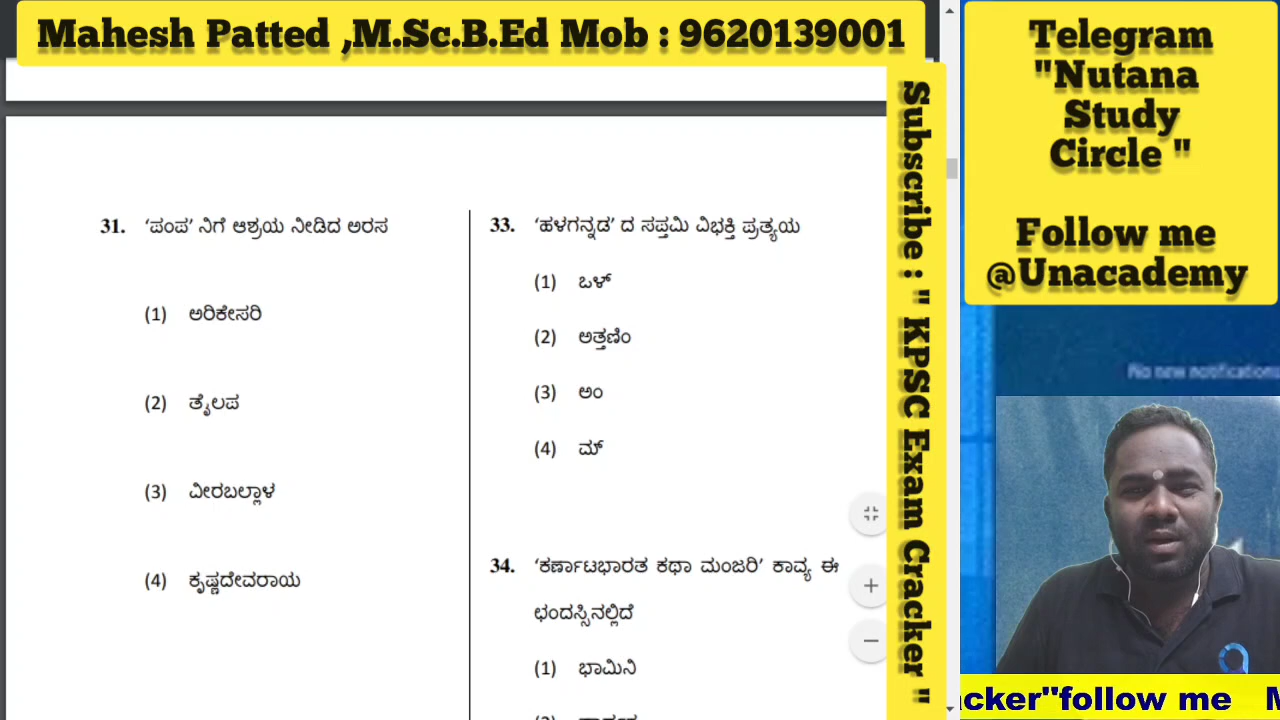 Mahesh Patted ,M.Sc.B.Ed Mob : 9620139001
31. ‘ಪಂಪ’ ನಿಗೆ ಆಶ್ರಯ ನೀಡಿದ ಅರಸ
(1) ಅರಿಕೇಸರಿ
(2) ತೈಲಪ
(3) ವೀರಬಲ್ಲಾಳ
(4) ಕೃಷ್ಣದೇವರಾಯ
33. ‘ಹಳಗನ್ನಡ’ ದ ಸಪ್ತಮಿ ವಿಭಕ್ತಿ ಪ್ರತ್ಯಯ
(1) ಒಳ್
(2) ಅತ್ತಣಿಂ
(3) ಅಂ
(4) ಮ್
34. ‘ಕರ್ಣಾಟಭಾರತ ಕಥಾ ಮಂಜರಿ’ ಕಾವ್ಯ ಈ
ಛಂದಸ್ಸಿನಲ್ಲಿದೆ
(1) ಭಾಮಿನಿ
Subscribe : " KPSC Exam Cracker "
Telegram
"Nutana
Study
Circle "
Follow me
@Unacademy
No new notifications
cker"follow me M